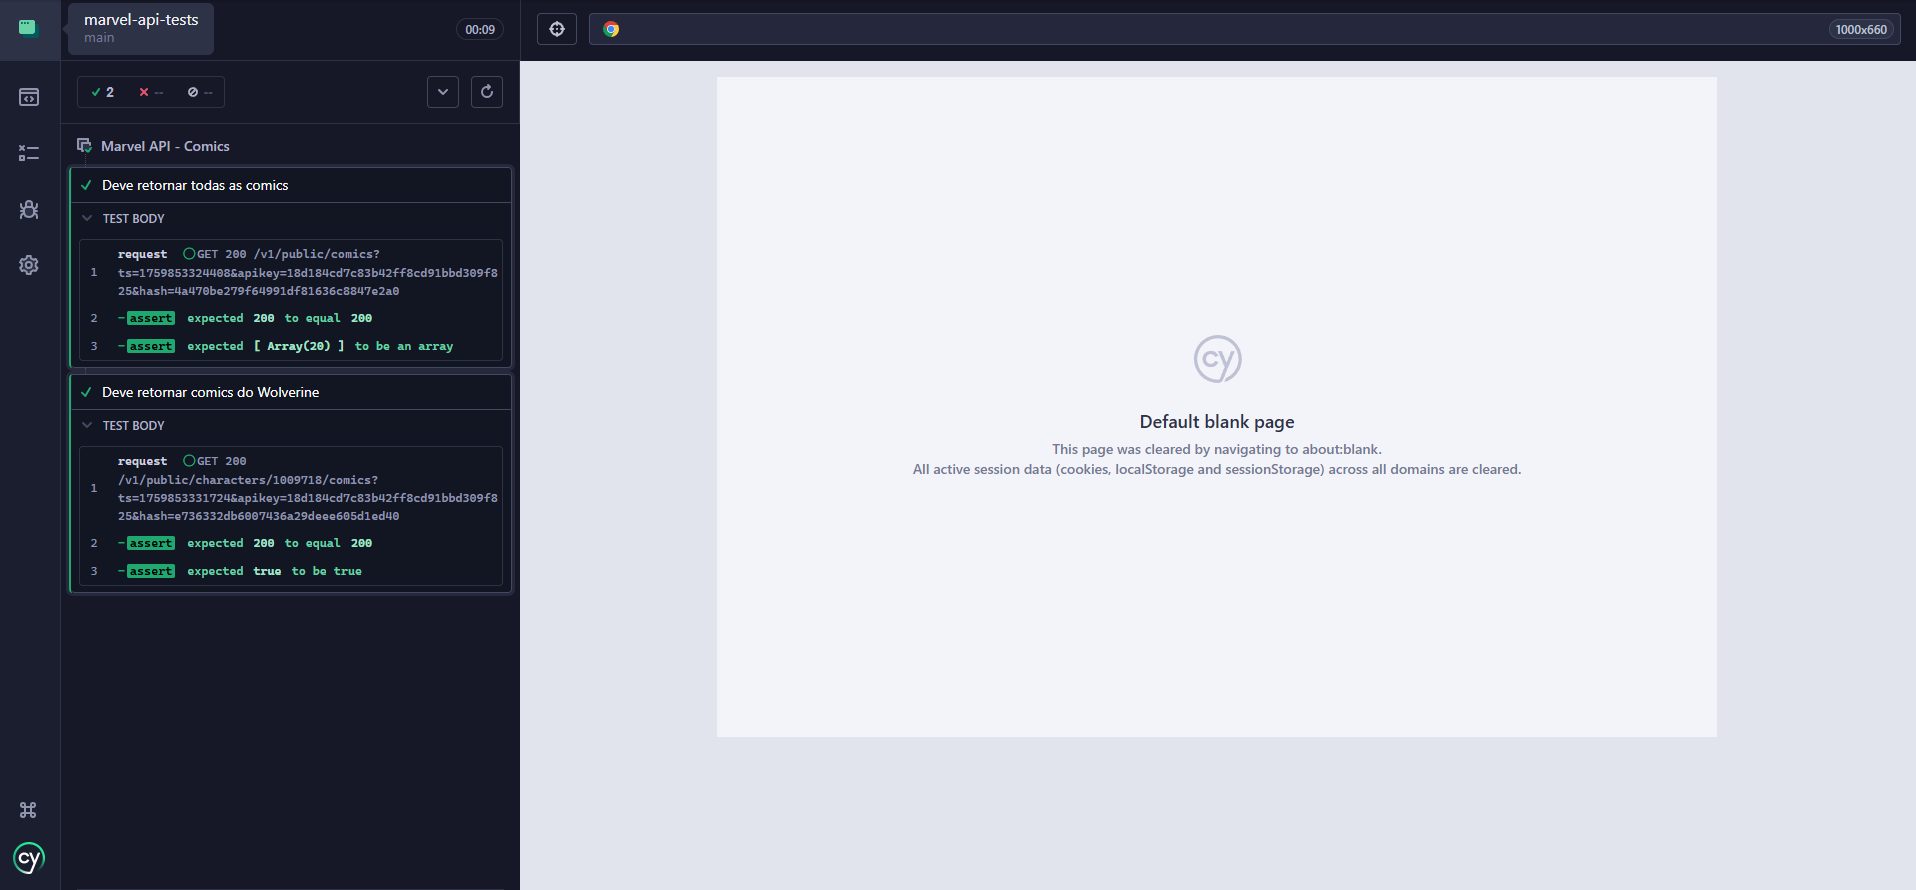 marvel-api-tests
main
00:09
1000x660
2 -- --
Marvel API - Comics
Deve retornar todas as comics
TEST BODY
request GET 200 /v1/public/comics?
1 ts=1759853324408&apikey=18d184cd7c83b42ff8cd91bbd309f8
25&hash=4a470be279f64991df81636c8847e2a0
2 -assert expected 200 to equal 200
3 -assert expected [ Array(20) ] to be an array
Deve retornar comics do Wolverine
TEST BODY
request GET 200
/v1/public/characters/1009718/comics?
1 ts=1759853331724&apikey=18d184cd7c83b42ff8cd91bbd309f8
25&hash=e736332db6007436a29deee605d1ed40
2 -assert expected 200 to equal 200
3 -assert expected true to be true
cy
Default blank page
This page was cleared by navigating to about:blank.
All active session data (cookies, localStorage and sessionStorage) across all domains are cleared.
cy